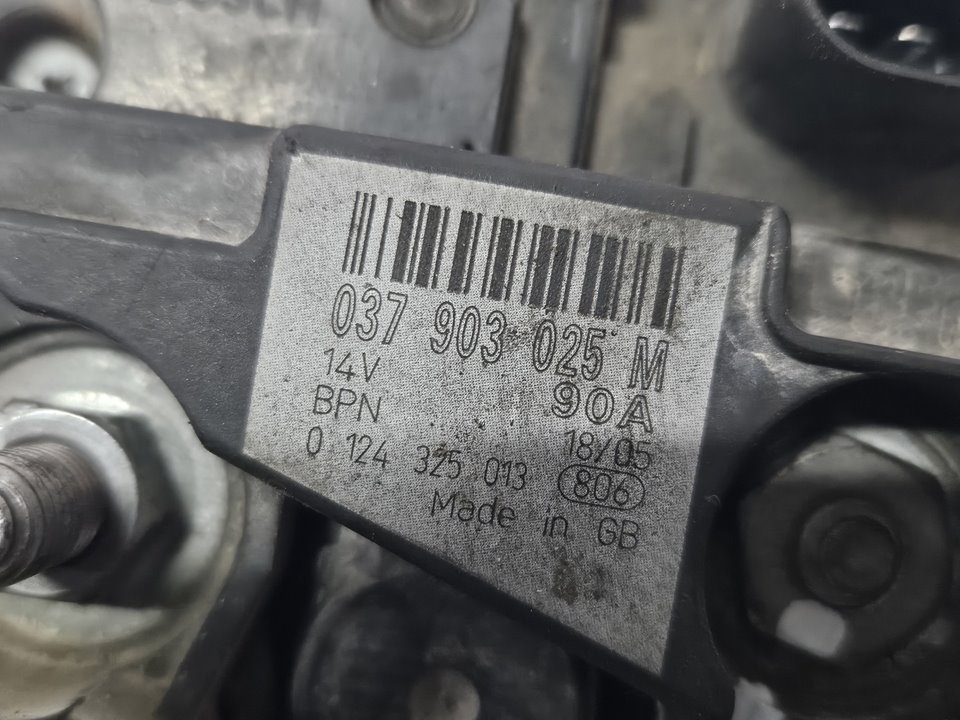 037 903 025 M
14V 90A
BPN 18/05
0 124 325 013 806
Made in GB